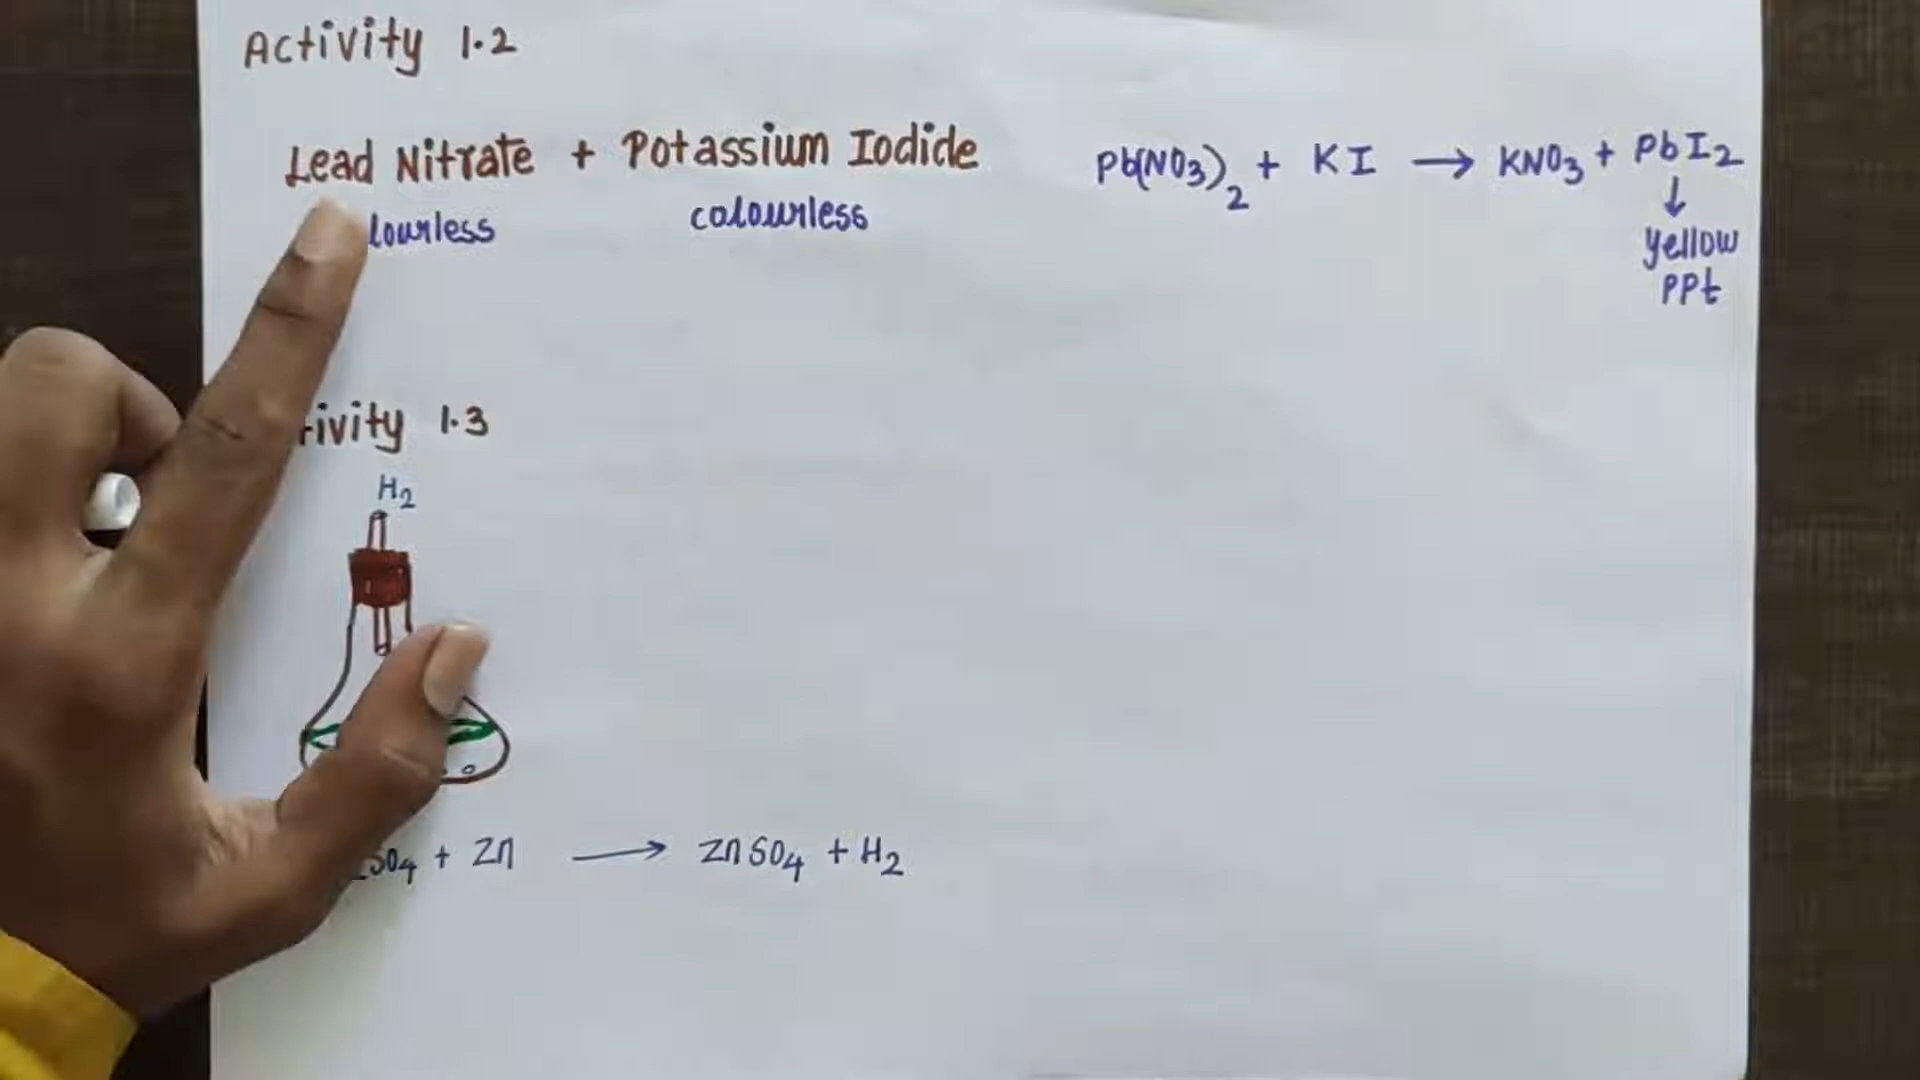 Activity 1.2
Lead Nitrate + Potassium Iodide
lourless colourless
Pb(NO3)2 + KI → KNO3 + PbI2
↓
yellow
PPt
tivity 1.3
H2
SO4 + Zn → ZnSO4 + H2